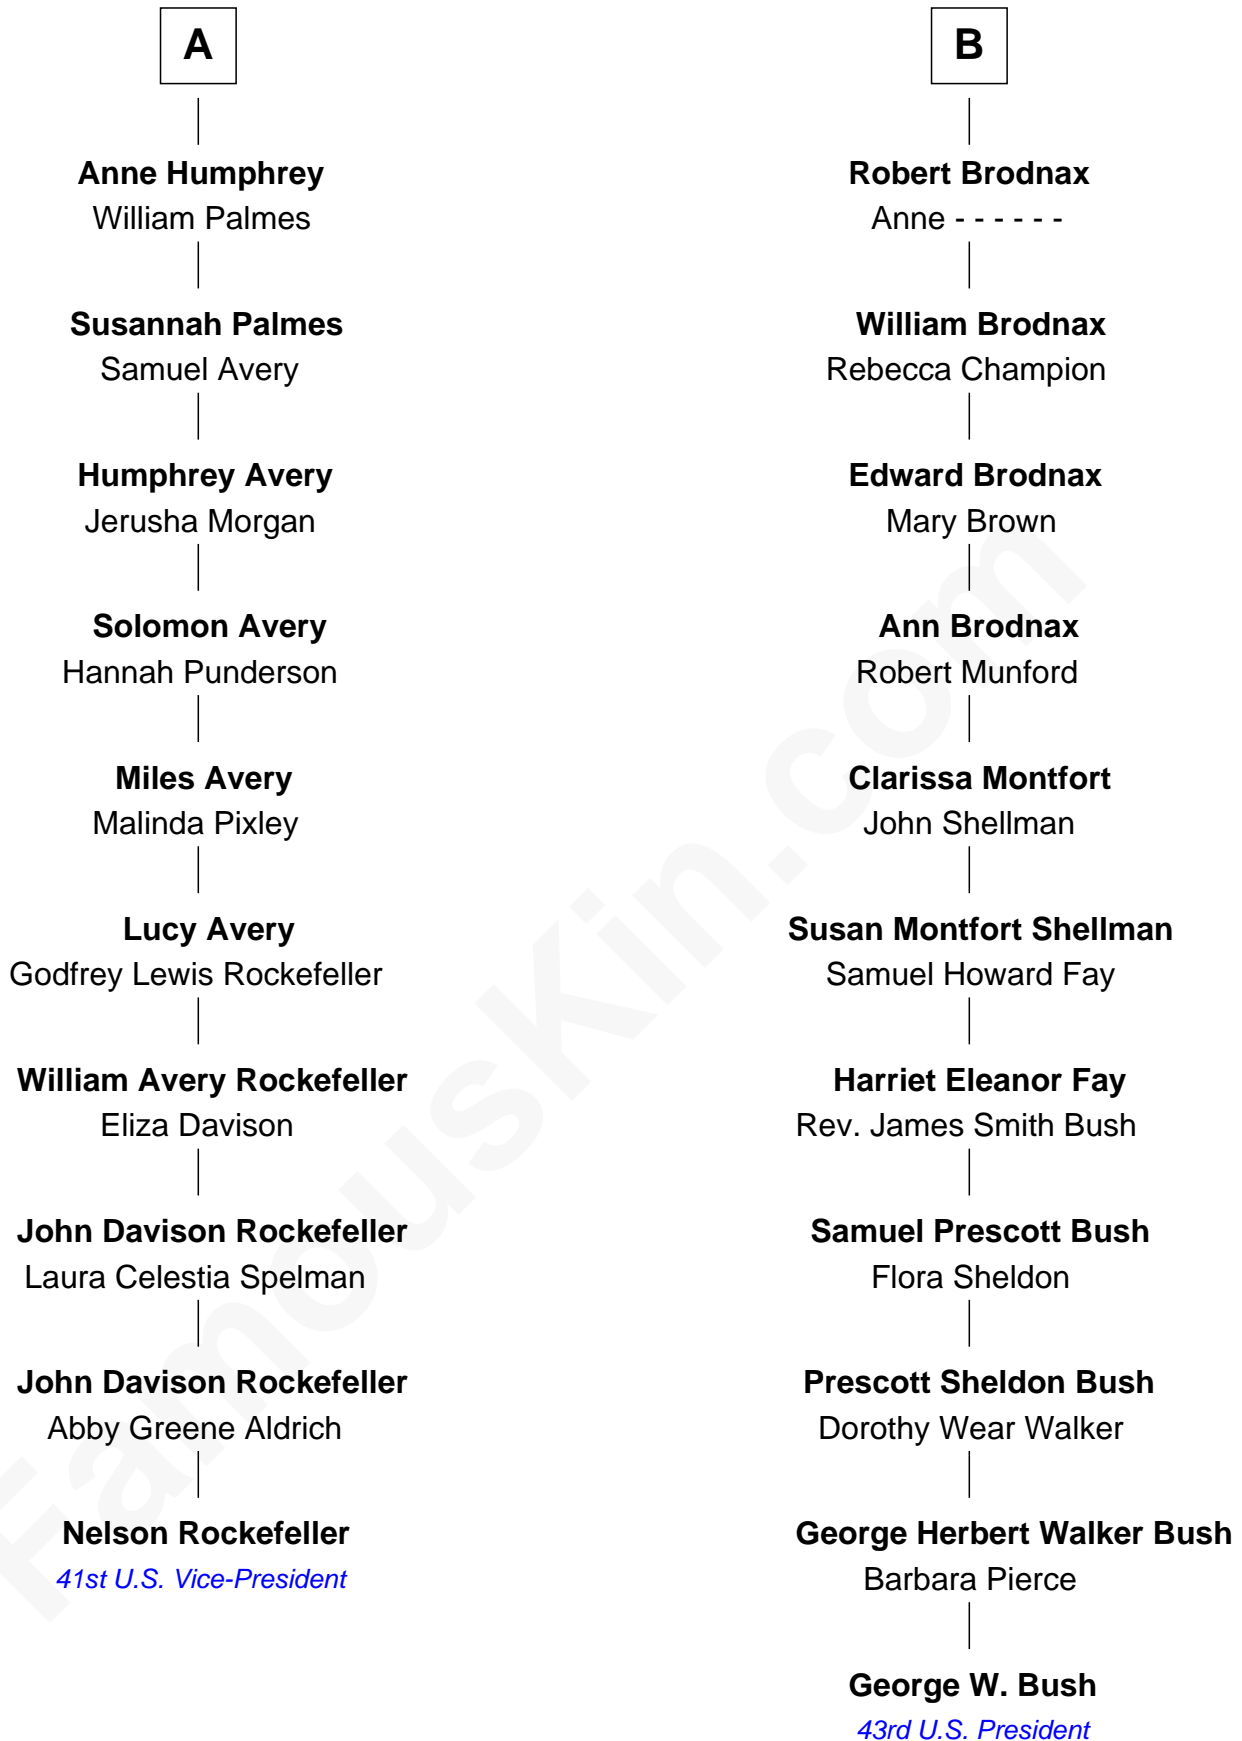 A
Anne Humphrey
William Palmes
Susannah Palmes
Samuel Avery
Humphrey Avery
Jerusha Morgan
Solomon Avery
Hannah Punderson
Miles Avery
Malinda Pixley
Lucy Avery
Godfrey Lewis Rockefeller
William Avery Rockefeller
Eliza Davison
John Davison Rockefeller
Laura Celestia Spelman
John Davison Rockefeller
Abby Greene Aldrich
Nelson Rockefeller
41st U.S. Vice-President
B
Robert Brodnax
Anne - - - - - -
William Brodnax
Rebecca Champion
Edward Brodnax
Mary Brown
Ann Brodnax
Robert Munford
Clarissa Montfort
John Shellman
Susan Montfort Shellman
Samuel Howard Fay
Harriet Eleanor Fay
Rev. James Smith Bush
Samuel Prescott Bush
Flora Sheldon
Prescott Sheldon Bush
Dorothy Wear Walker
George Herbert Walker Bush
Barbara Pierce
George W. Bush
43rd U.S. President
FamousKin.com